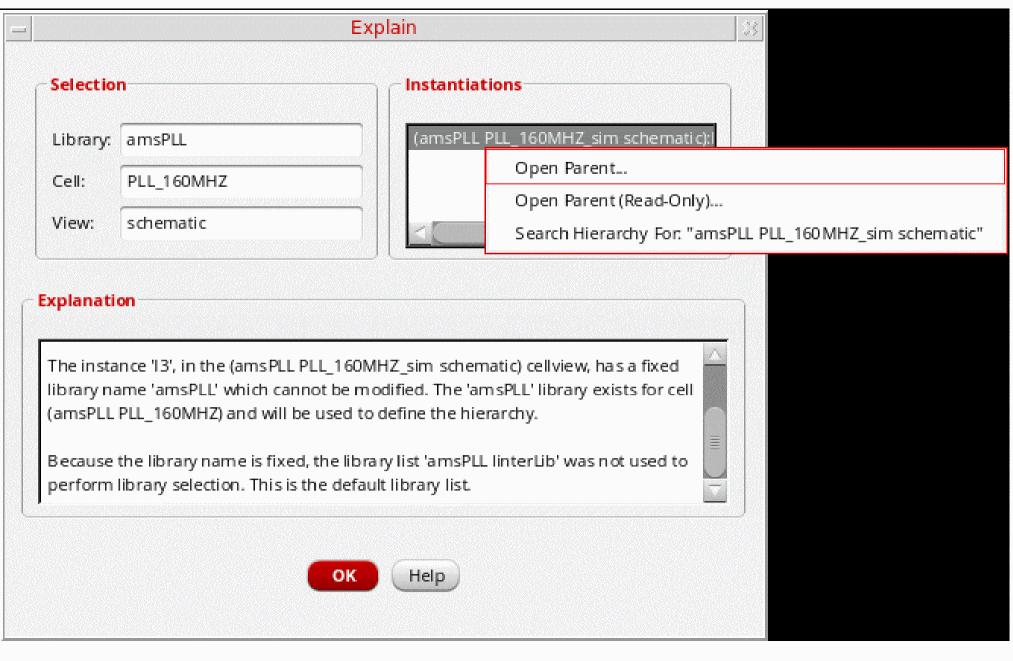 Explain
Selection
Library: amsPLL
Cell: PLL_160MHZ
View: schematic
Instantiations
(amsPLL PLL_160MHZ_sim schematic):
Open Parent...
Open Parent (Read-Only)...
Search Hierarchy For: "amsPLL PLL_160MHZ_sim schematic"
Explanation
The instance 'I3', in the (amsPLL PLL_160MHZ_sim schematic) cellview, has a fixed
library name 'amsPLL' which cannot be modified. The 'amsPLL' library exists for cell
(amsPLL PLL_160MHZ) and will be used to define the hierarchy.
Because the library name is fixed, the library list 'amsPLL linterLib' was not used to
perform library selection. This is the default library list.
OK
Help